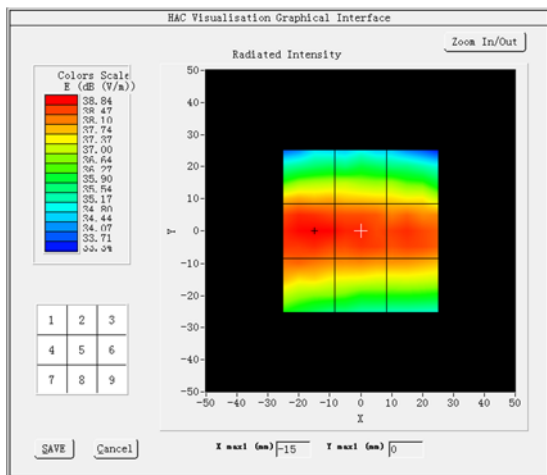 HAC Visualisation Graphical Interface
Zoom In/Out
Radiated Intensity
Colors Scale
E (dB (V/m))
38.84
38.47
38.10
37.74
37.37
37.00
36.64
36.27
35.90
35.54
35.17
34.80
34.44
34.07
33.71
33.34
50
40
30
20
10
0
-10
-20
-30
-40
-50
Y
-50 -40 -30 -20 -10 0 10 20 30 40 50
X
1 2 3
4 5 6
7 8 9
SAVE
Cancel
X max1 (mm) -15
Y max1 (mm) 0